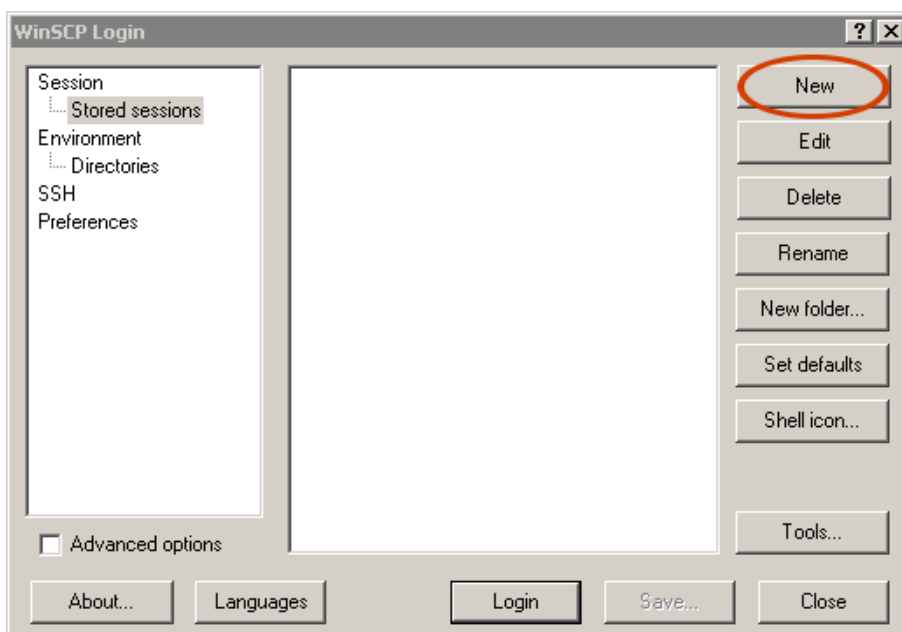 WinSCP Login
Session
Stored sessions
Environment
Directories
SSH
Preferences
Advanced options
New
Edit
Delete
Rename
New folder...
Set defaults
Shell icon...
Tools...
About...
Languages
Login
Save...
Close